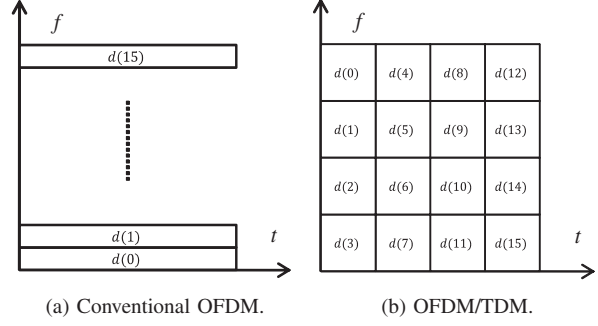 f
d(15)
d(1)
d(0)
t
(a) Conventional OFDM.
f
d(0) d(4) d(8) d(12)
d(1) d(5) d(9) d(13)
d(2) d(6) d(10) d(14)
d(3) d(7) d(11) d(15)
t
(b) OFDM/TDM.